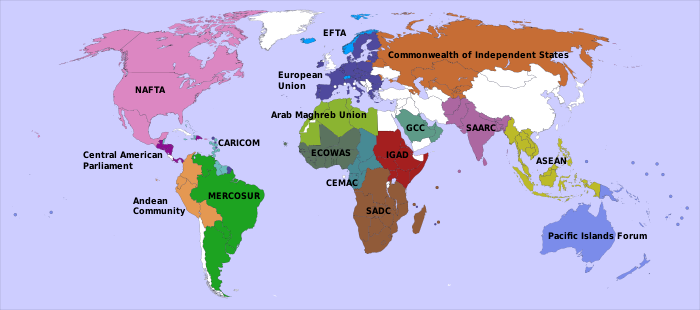 EFTA
Commonwealth of Independent States
European
Union
NAFTA
Arab Maghreb Union
GCC
SAARC
CARICOM
ECOWAS
IGAD
Central American
Parliament
ASEAN
CEMAC
MERCOSUR
Andean
Community
SADC
Pacific Islands Forum